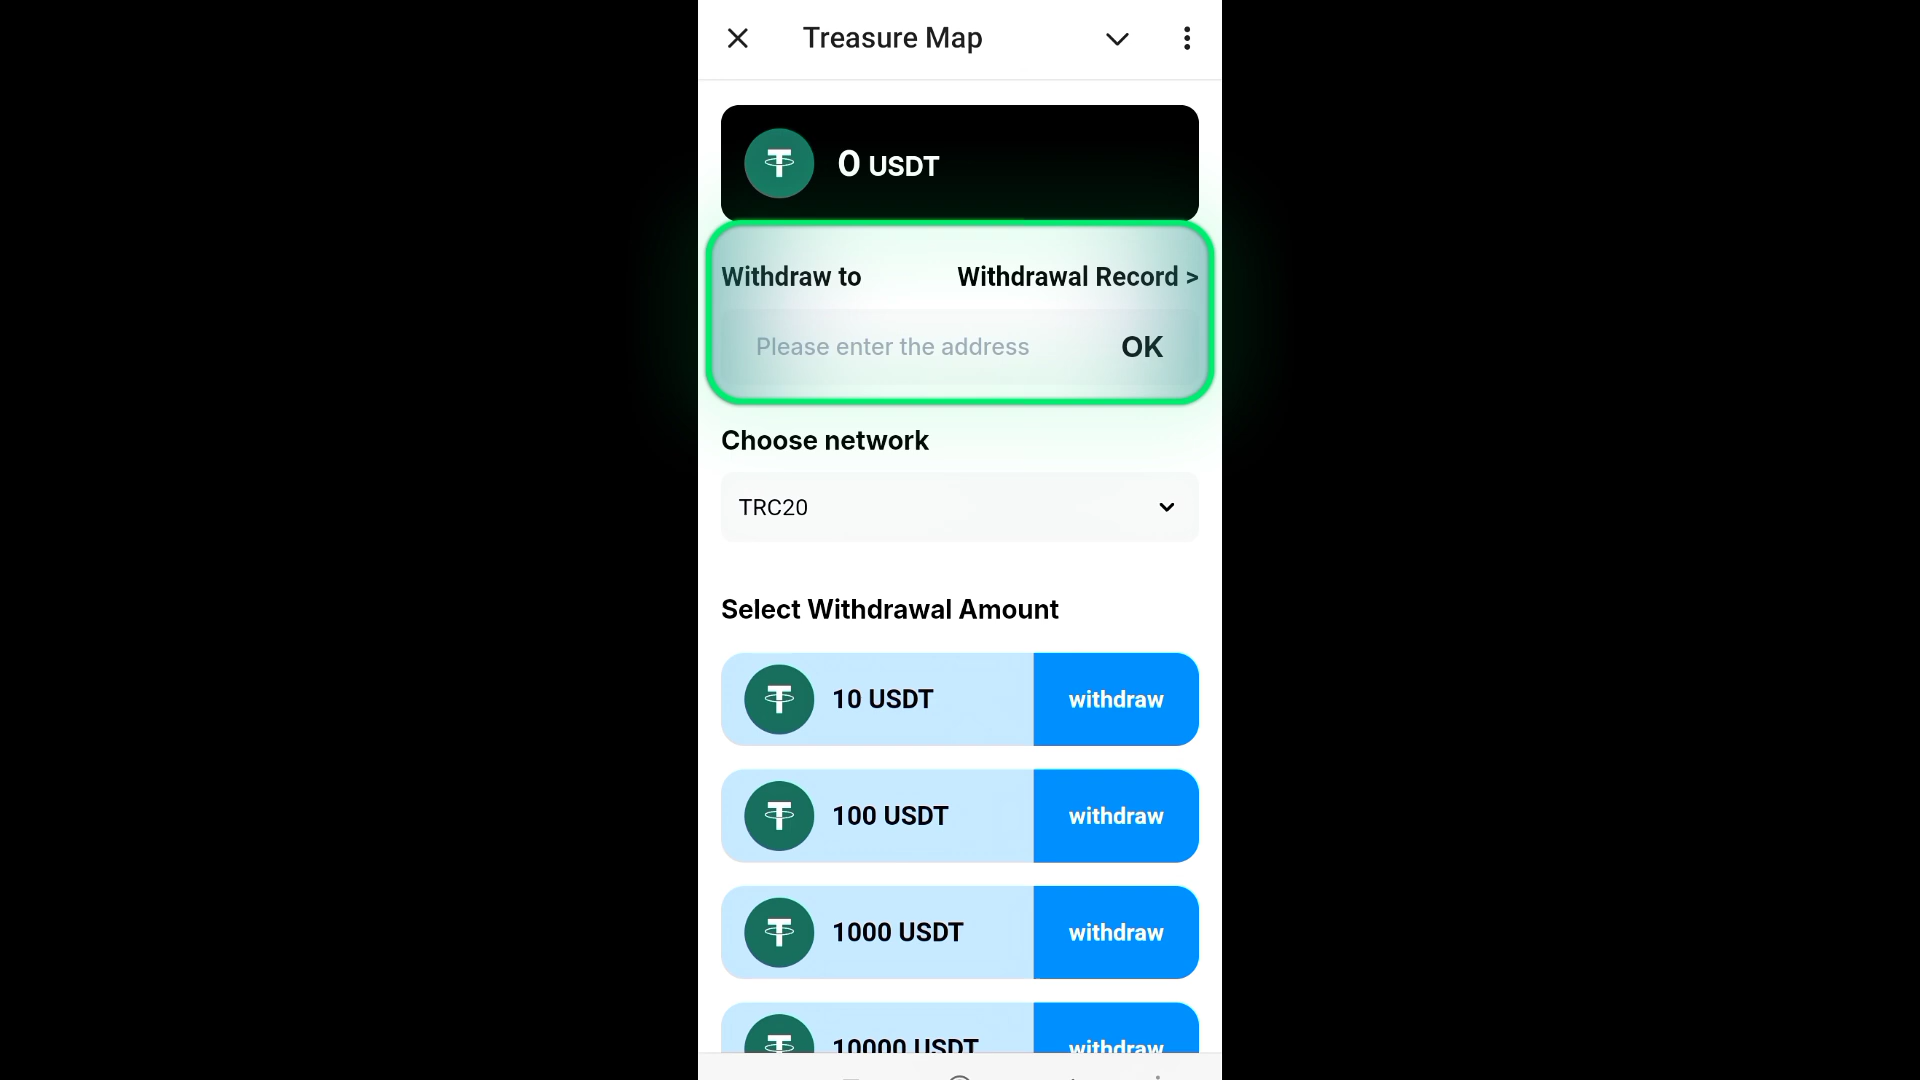 Treasure Map
0 USDT
Withdraw to
Withdrawal Record >
Please enter the address
OK
Choose network
TRC20
Select Withdrawal Amount
10 USDT
withdraw
100 USDT
withdraw
1000 USDT
withdraw
10000 USDT
withdraw